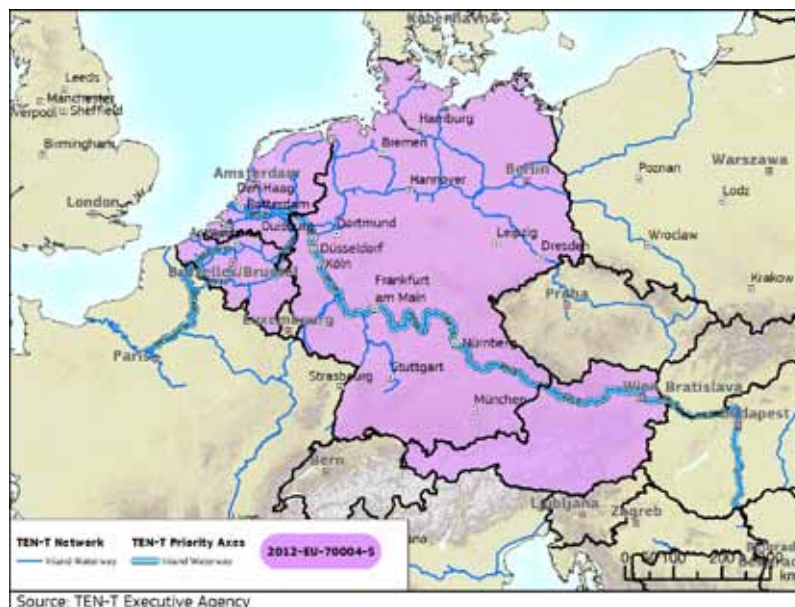 København
Leeds
Manchester
Sheffield
Birmingham
London
Hamburg
Bremen
Amsterdam
Den Haag
Rotterdam
Hannover
Berlin
Poznan
Warszawa
Lodz
Duisburg
Dortmund
Düsseldorf
Köln
Leipzig
Dresden
Wroclaw
Krakow
Bruxelles/Brussel
Frankfurt
am Main
Praha
Luxembourg
Paris
Nürnberg
Strasbourg
Stuttgart
München
Wien
Bratislava
Budapest
Bern
Ljubljana
Zagreb
TEN-T Network
TEN-T Priority Axes
Inland Waterway
Inland Waterway
2012-EU-70004-S
Source: TEN-T Executive Agency